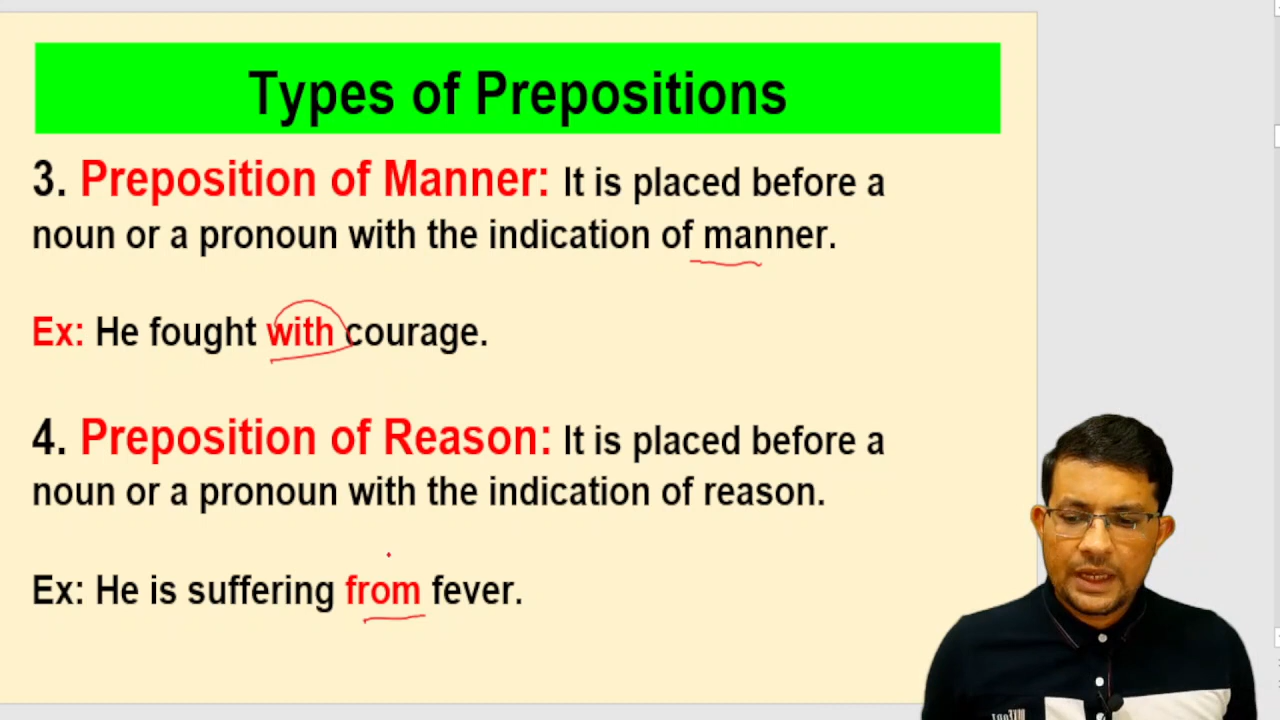 Types of Prepositions
3. Preposition of Manner: It is placed before a
noun or a pronoun with the indication of manner.
Ex: He fought with courage.
4. Preposition of Reason: It is placed before a
noun or a pronoun with the indication of reason.
Ex: He is suffering from fever.